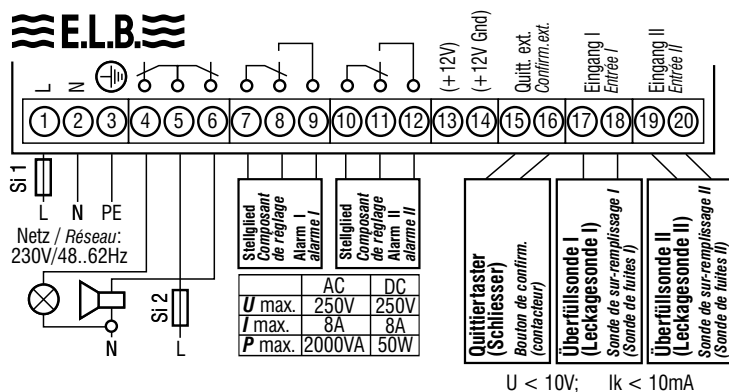 E.L.B.
L
N
(+12V)
(+12V Gnd)
Quitt. ext.
Confirm.ext.
Eingang I
Entrée I
Eingang II
Entrée II
1 2 3 4 5 6 7 8 9 10 11 12 13 14 15 16 17 18 19 20
Si 1
L N PE
Netz / Réseau:
230V/48..62Hz
N
Si 2
L
Stellglied
Composant
de réglage
Alarm I
alarme I
Stellglied
Composant
de réglage
Alarm II
alarme II
AC DC
U max. 250V 250V
I max. 8A 8A
P max. 2000VA 50W
Quittiertaster
(Schliesser)
Bouton de confirm.
(contacteur)
Überfüllsonde I
(Leckagesonde I)
Sonde de sur-remplissage I
(Sonde de fuites I)
Überfüllsonde II
(Leckagesonde II)
Sonde de sur-remplissage II
(Sonde de fuites II)
U < 10V; Ik < 10mA